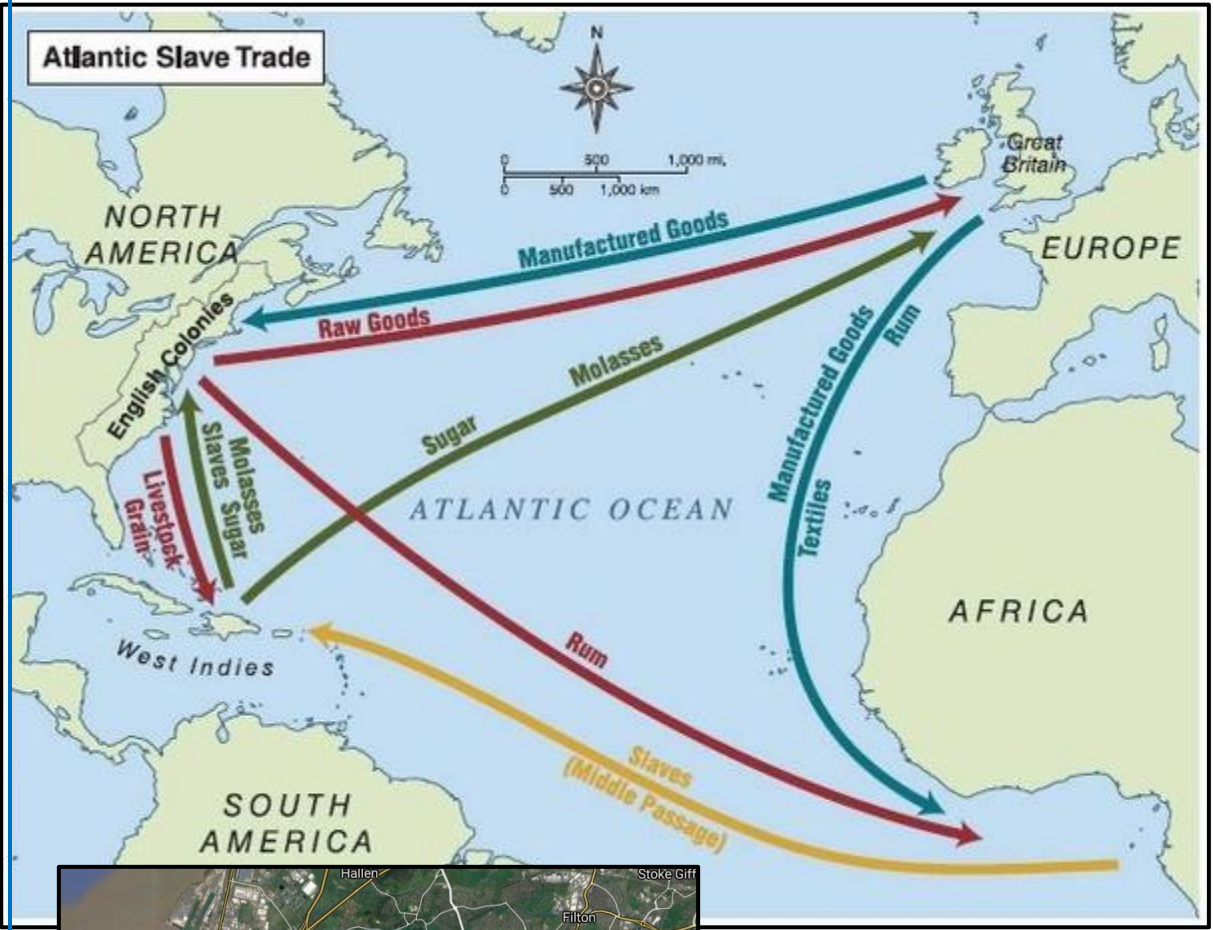 Atlantic Slave Trade
N
0 500 1,000 mi.
0 500 1,000 km
Great
Britain
NORTH
AMERICA
EUROPE
Manufactured Goods
Raw Goods
English Colonies
Molasses
Sugar
Manufactured Goods
Rum
Textiles
Livestock
Grain
Molasses
Slaves Sugar
ATLANTIC OCEAN
AFRICA
West Indies
Rum
Slaves
(Middle Passage)
SOUTH
AMERICA
Hallen
Stoke Giff
Filton